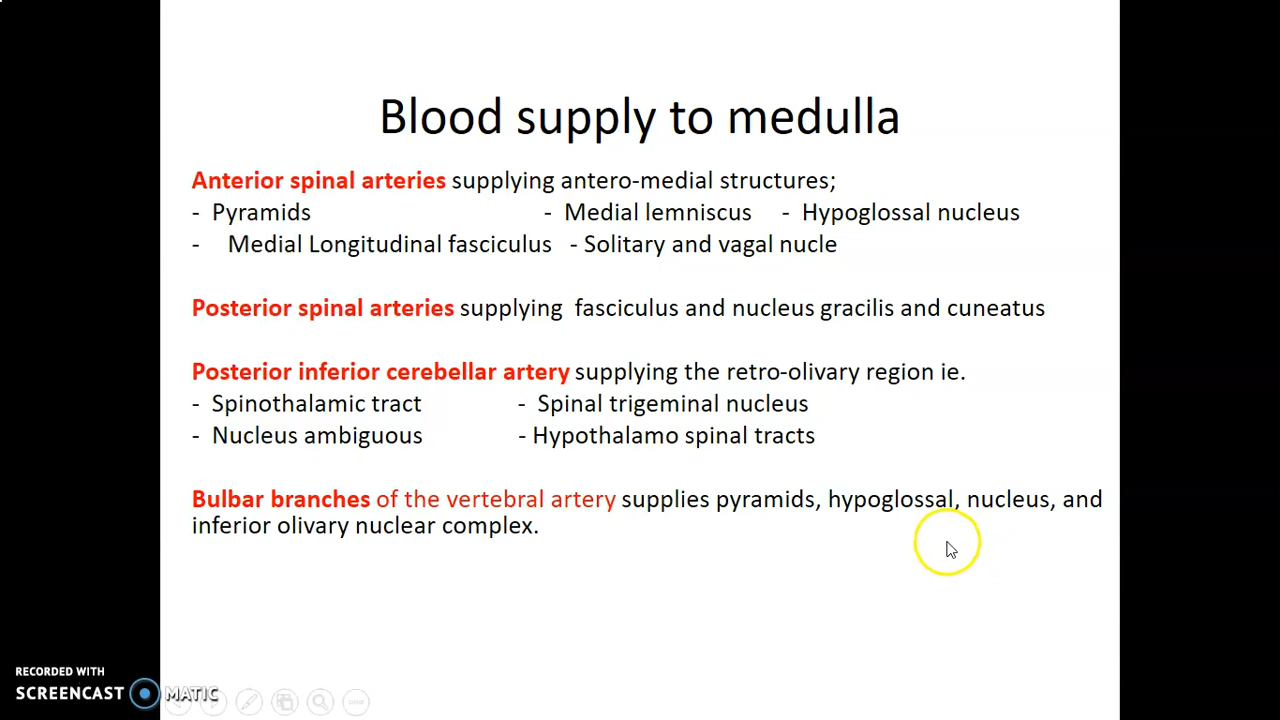 Blood supply to medulla
Anterior spinal arteries supplying antero-medial structures;
- Pyramids - Medial lemniscus - Hypoglossal nucleus
- Medial Longitudinal fasciculus - Solitary and vagal nucle
Posterior spinal arteries supplying fasciculus and nucleus gracilis and cuneatus
Posterior inferior cerebellar artery supplying the retro-olivary region ie.
- Spinothalamic tract - Spinal trigeminal nucleus
- Nucleus ambiguous - Hypothalamo spinal tracts
Bulbar branches of the vertebral artery supplies pyramids, hypoglossal, nucleus, and
inferior olivary nuclear complex.
RECORDED WITH
SCREENCAST MATIC